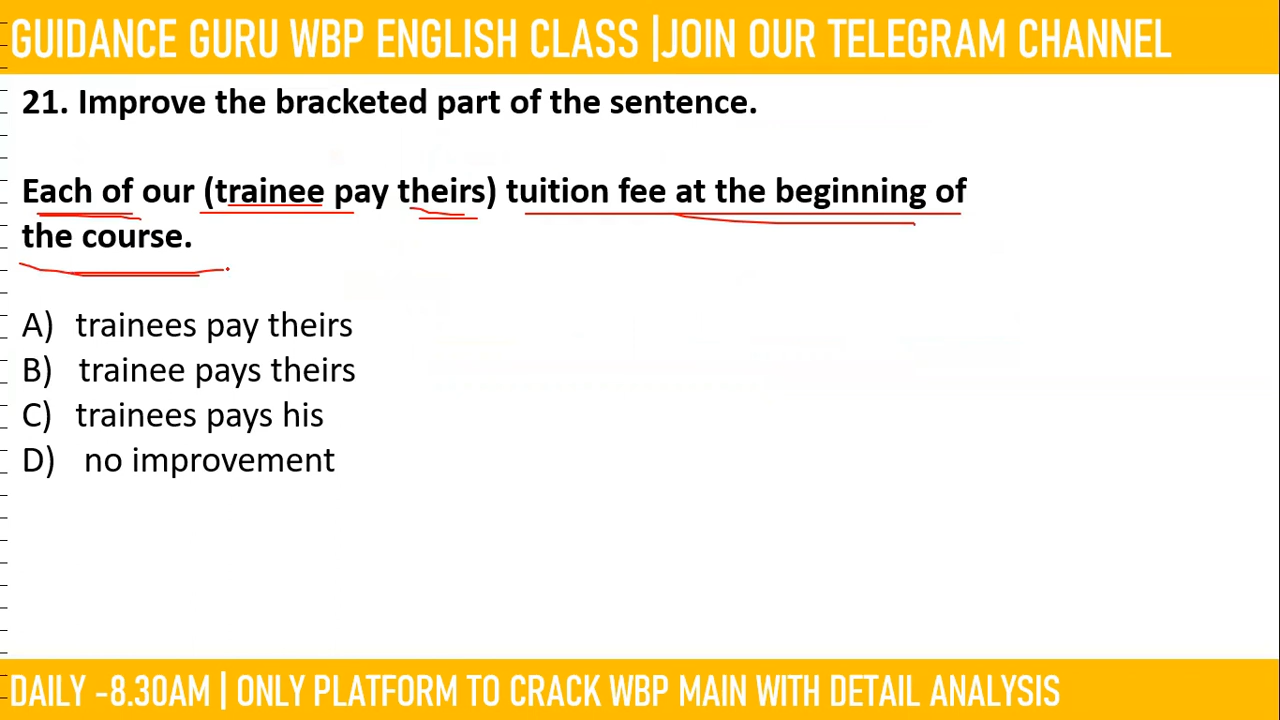 GUIDANCE GURU WBP ENGLISH CLASS |JOIN OUR TELEGRAM CHANNEL
21. Improve the bracketed part of the sentence.
Each of our (trainee pay theirs) tuition fee at the beginning of
the course.
A) trainees pay theirs
B) trainee pays theirs
C) trainees pays his
D) no improvement
DAILY -8.30AM | ONLY PLATFORM TO CRACK WBP MAIN WITH DETAIL ANALYSIS